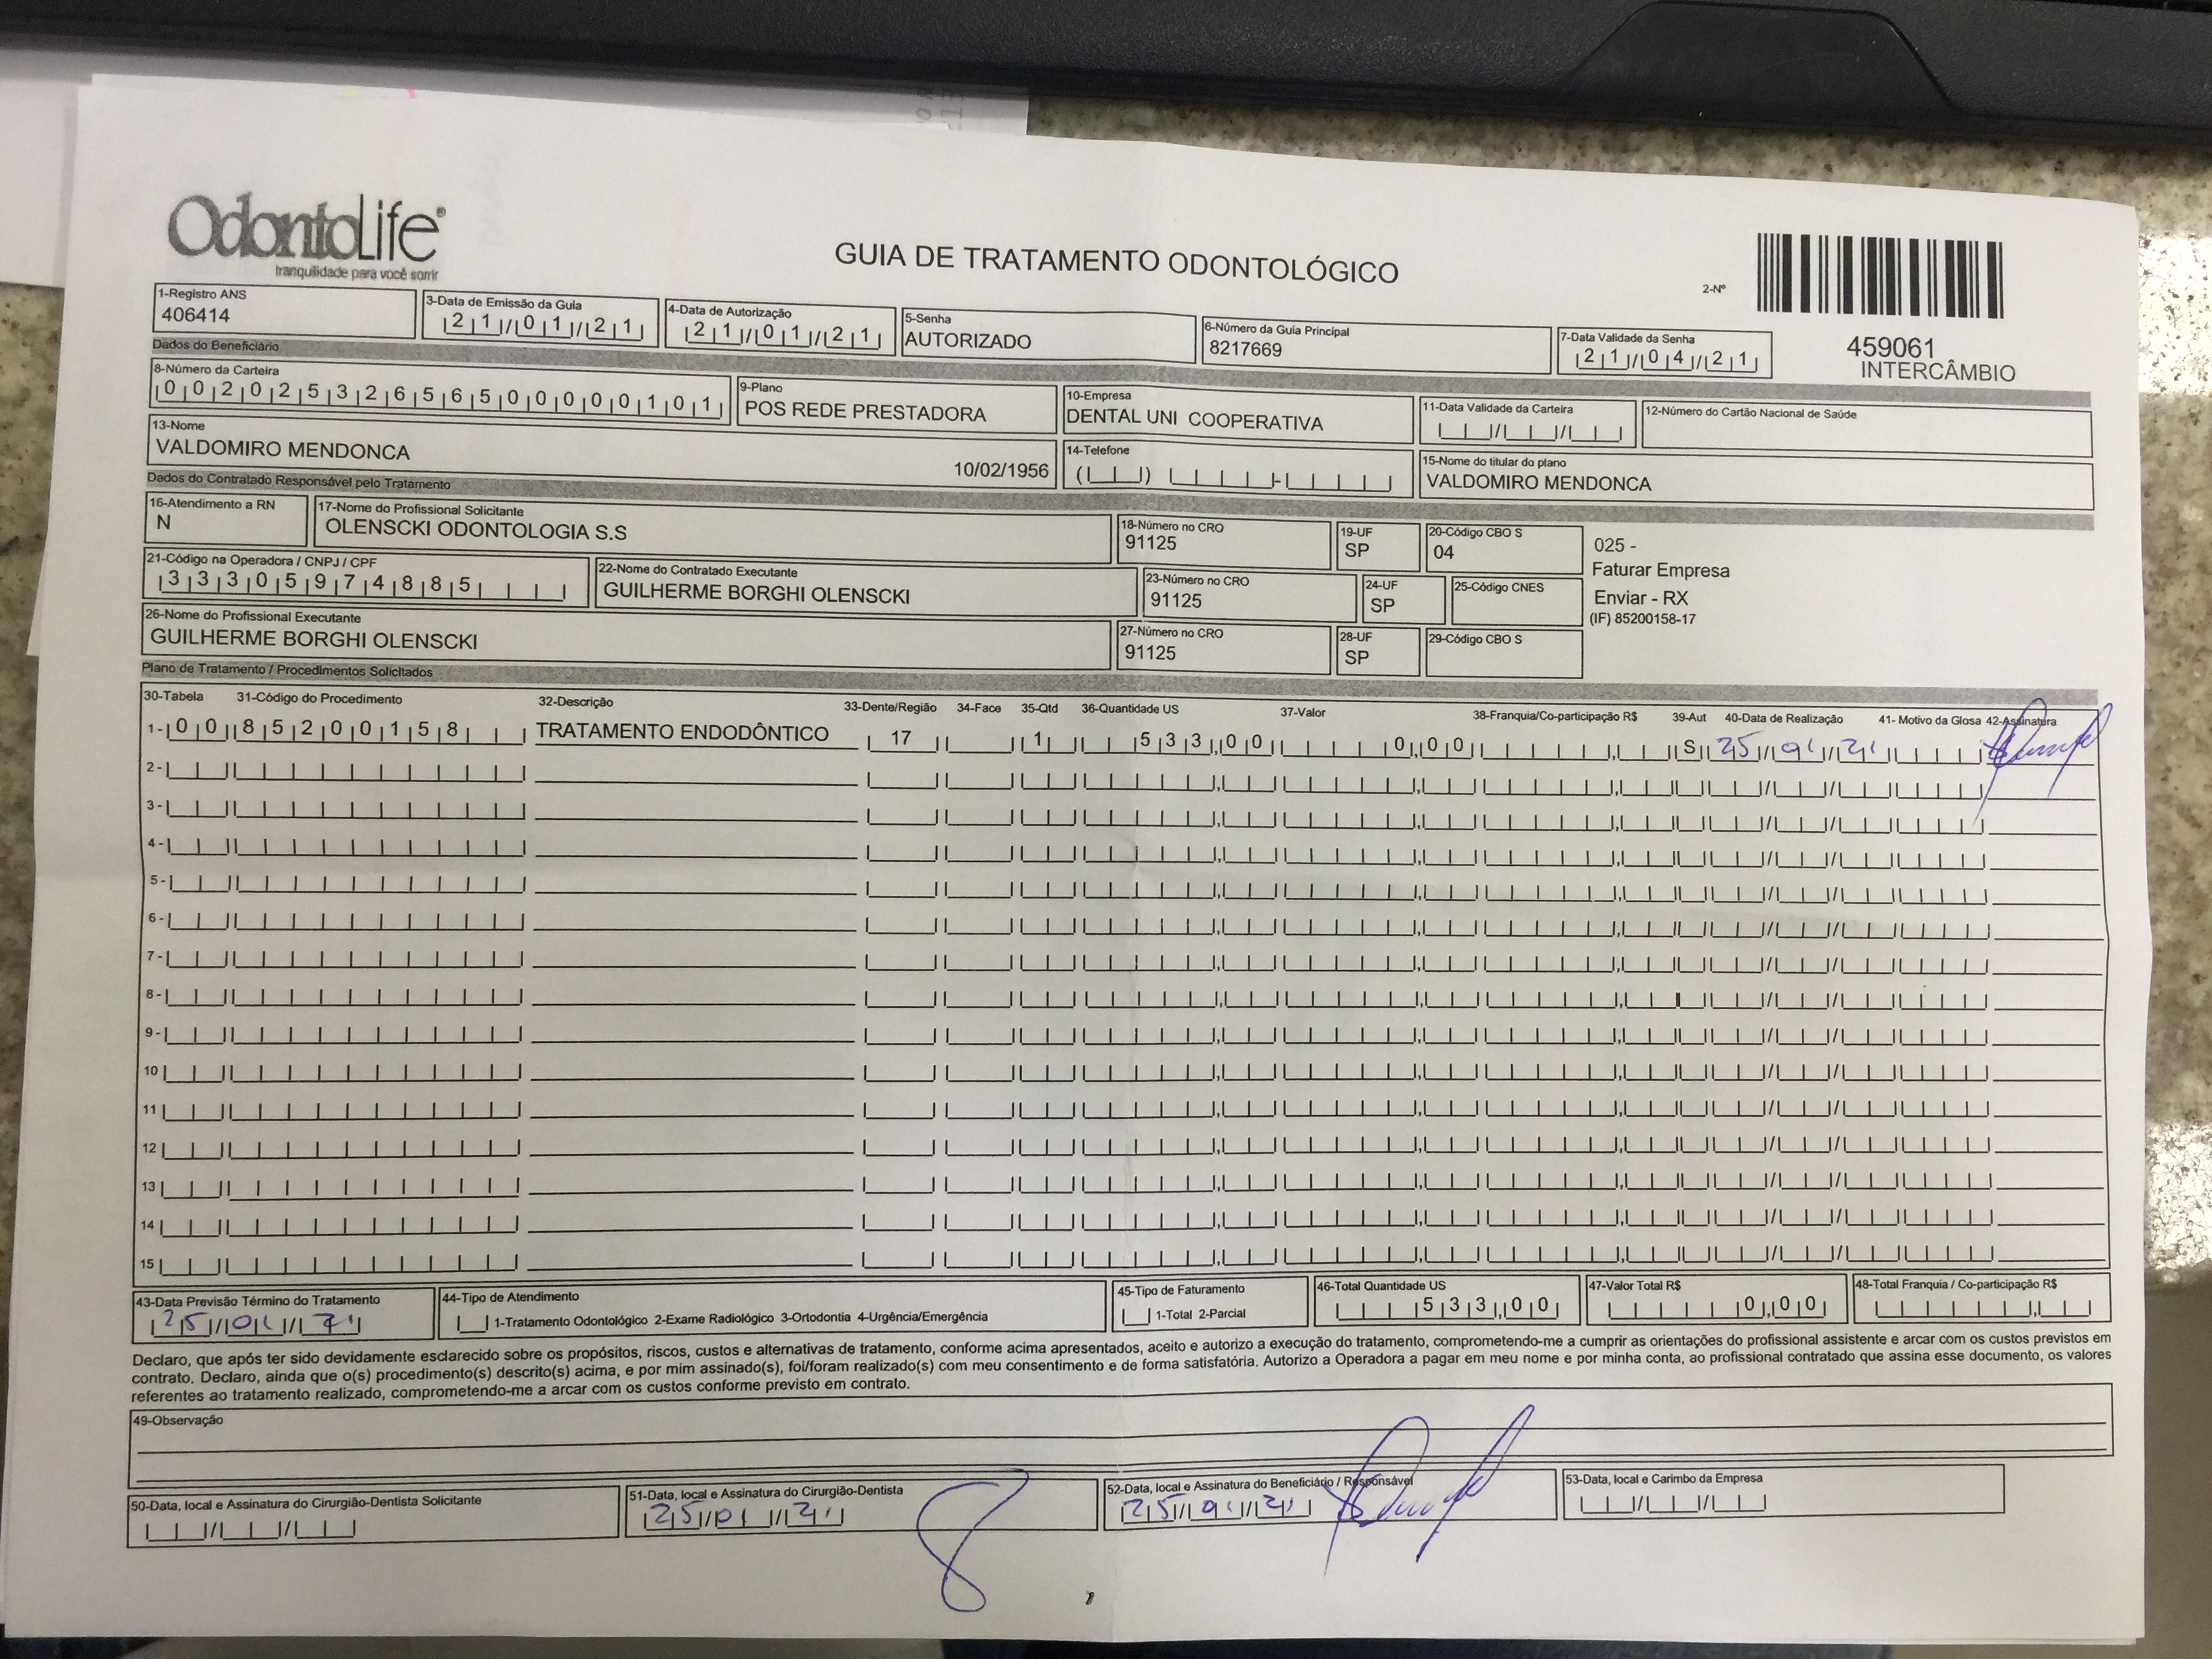 OdontoLife®
tranquilidade para você sorrir
GUIA DE TRATAMENTO ODONTOLÓGICO
2-Nº
459061
INTERCÂMBIO
1-Registro ANS
406414
3-Data de Emissão da Guia
21/01/21
4-Data de Autorização
21/01/21
5-Senha
AUTORIZADO
6-Número da Guia Principal
8217669
7-Data Validade da Senha
21/04/21
Dados do Beneficiário
8-Número da Carteira
00202532656500000101
9-Plano
POS REDE PRESTADORA
10-Empresa
DENTAL UNI COOPERATIVA
11-Data Validade da Carteira
12-Número do Cartão Nacional de Saúde
13-Nome
VALDOMIRO MENDONCA 10/02/1956
14-Telefone
15-Nome do titular do plano
VALDOMIRO MENDONCA
Dados do Contratado Responsável pelo Tratamento
16-Atendimento a RN
N
17-Nome do Profissional Solicitante
OLENSCKI ODONTOLOGIA S.S
18-Número no CRO
91125
19-UF
SP
20-Código CBO S
04
025 -
Faturar Empresa
Enviar - RX
(IF) 85200158-17
21-Código na Operadora / CNPJ / CPF
33305974885
22-Nome do Contratado Executante
GUILHERME BORGHI OLENSCKI
23-Número no CRO
91125
24-UF
SP
25-Código CNES
26-Nome do Profissional Executante
GUILHERME BORGHI OLENSCKI
27-Número no CRO
91125
28-UF
SP
29-Código CBO S
Plano de Tratamento / Procedimentos Solicitados
30-Tabela 31-Código do Procedimento 32-Descrição 33-Dente/Região 34-Face 35-Qtd 36-Quantidade US 37-Valor 38-Franquia/Co-participação R$ 39-Aut 40-Data de Realização 41- Motivo da Glosa 42-Assinatura
1- 00 85200158 TRATAMENTO ENDODÔNTICO 17 1 533,00 0,00 S 25/01/21
2-
3-
4-
5-
6-
7-
8-
9-
10
11
12
13
14
15
43-Data Previsão Término do Tratamento
25/01/21
44-Tipo de Atendimento
1-Tratamento Odontológico 2-Exame Radiológico 3-Ortodontia 4-Urgência/Emergência
45-Tipo de Faturamento
1-Total 2-Parcial
46-Total Quantidade US
533,00
47-Valor Total R$
0,00
48-Total Franquia / Co-participação R$
Declaro, que após ter sido devidamente esclarecido sobre os propósitos, riscos, custos e alternativas de tratamento, conforme acima apresentados, aceito e autorizo a execução do tratamento, comprometendo-me a cumprir as orientações do profissional assistente e arcar com os custos previstos em
contrato. Declaro, ainda que o(s) procedimento(s) descrito(s) acima, e por mim assinado(s), foi/foram realizado(s) com meu consentimento e de forma satisfatória. Autorizo a Operadora a pagar em meu nome e por minha conta, ao profissional contratado que assina esse documento, os valores
referentes ao tratamento realizado, comprometendo-me a arcar com os custos conforme previsto em contrato.
49-Observação
50-Data, local e Assinatura do Cirurgião-Dentista Solicitante
51-Data, local e Assinatura do Cirurgião-Dentista
25/01/21
52-Data, local e Assinatura do Beneficiário / Responsável
25/01/21
53-Data, local e Carimbo da Empresa